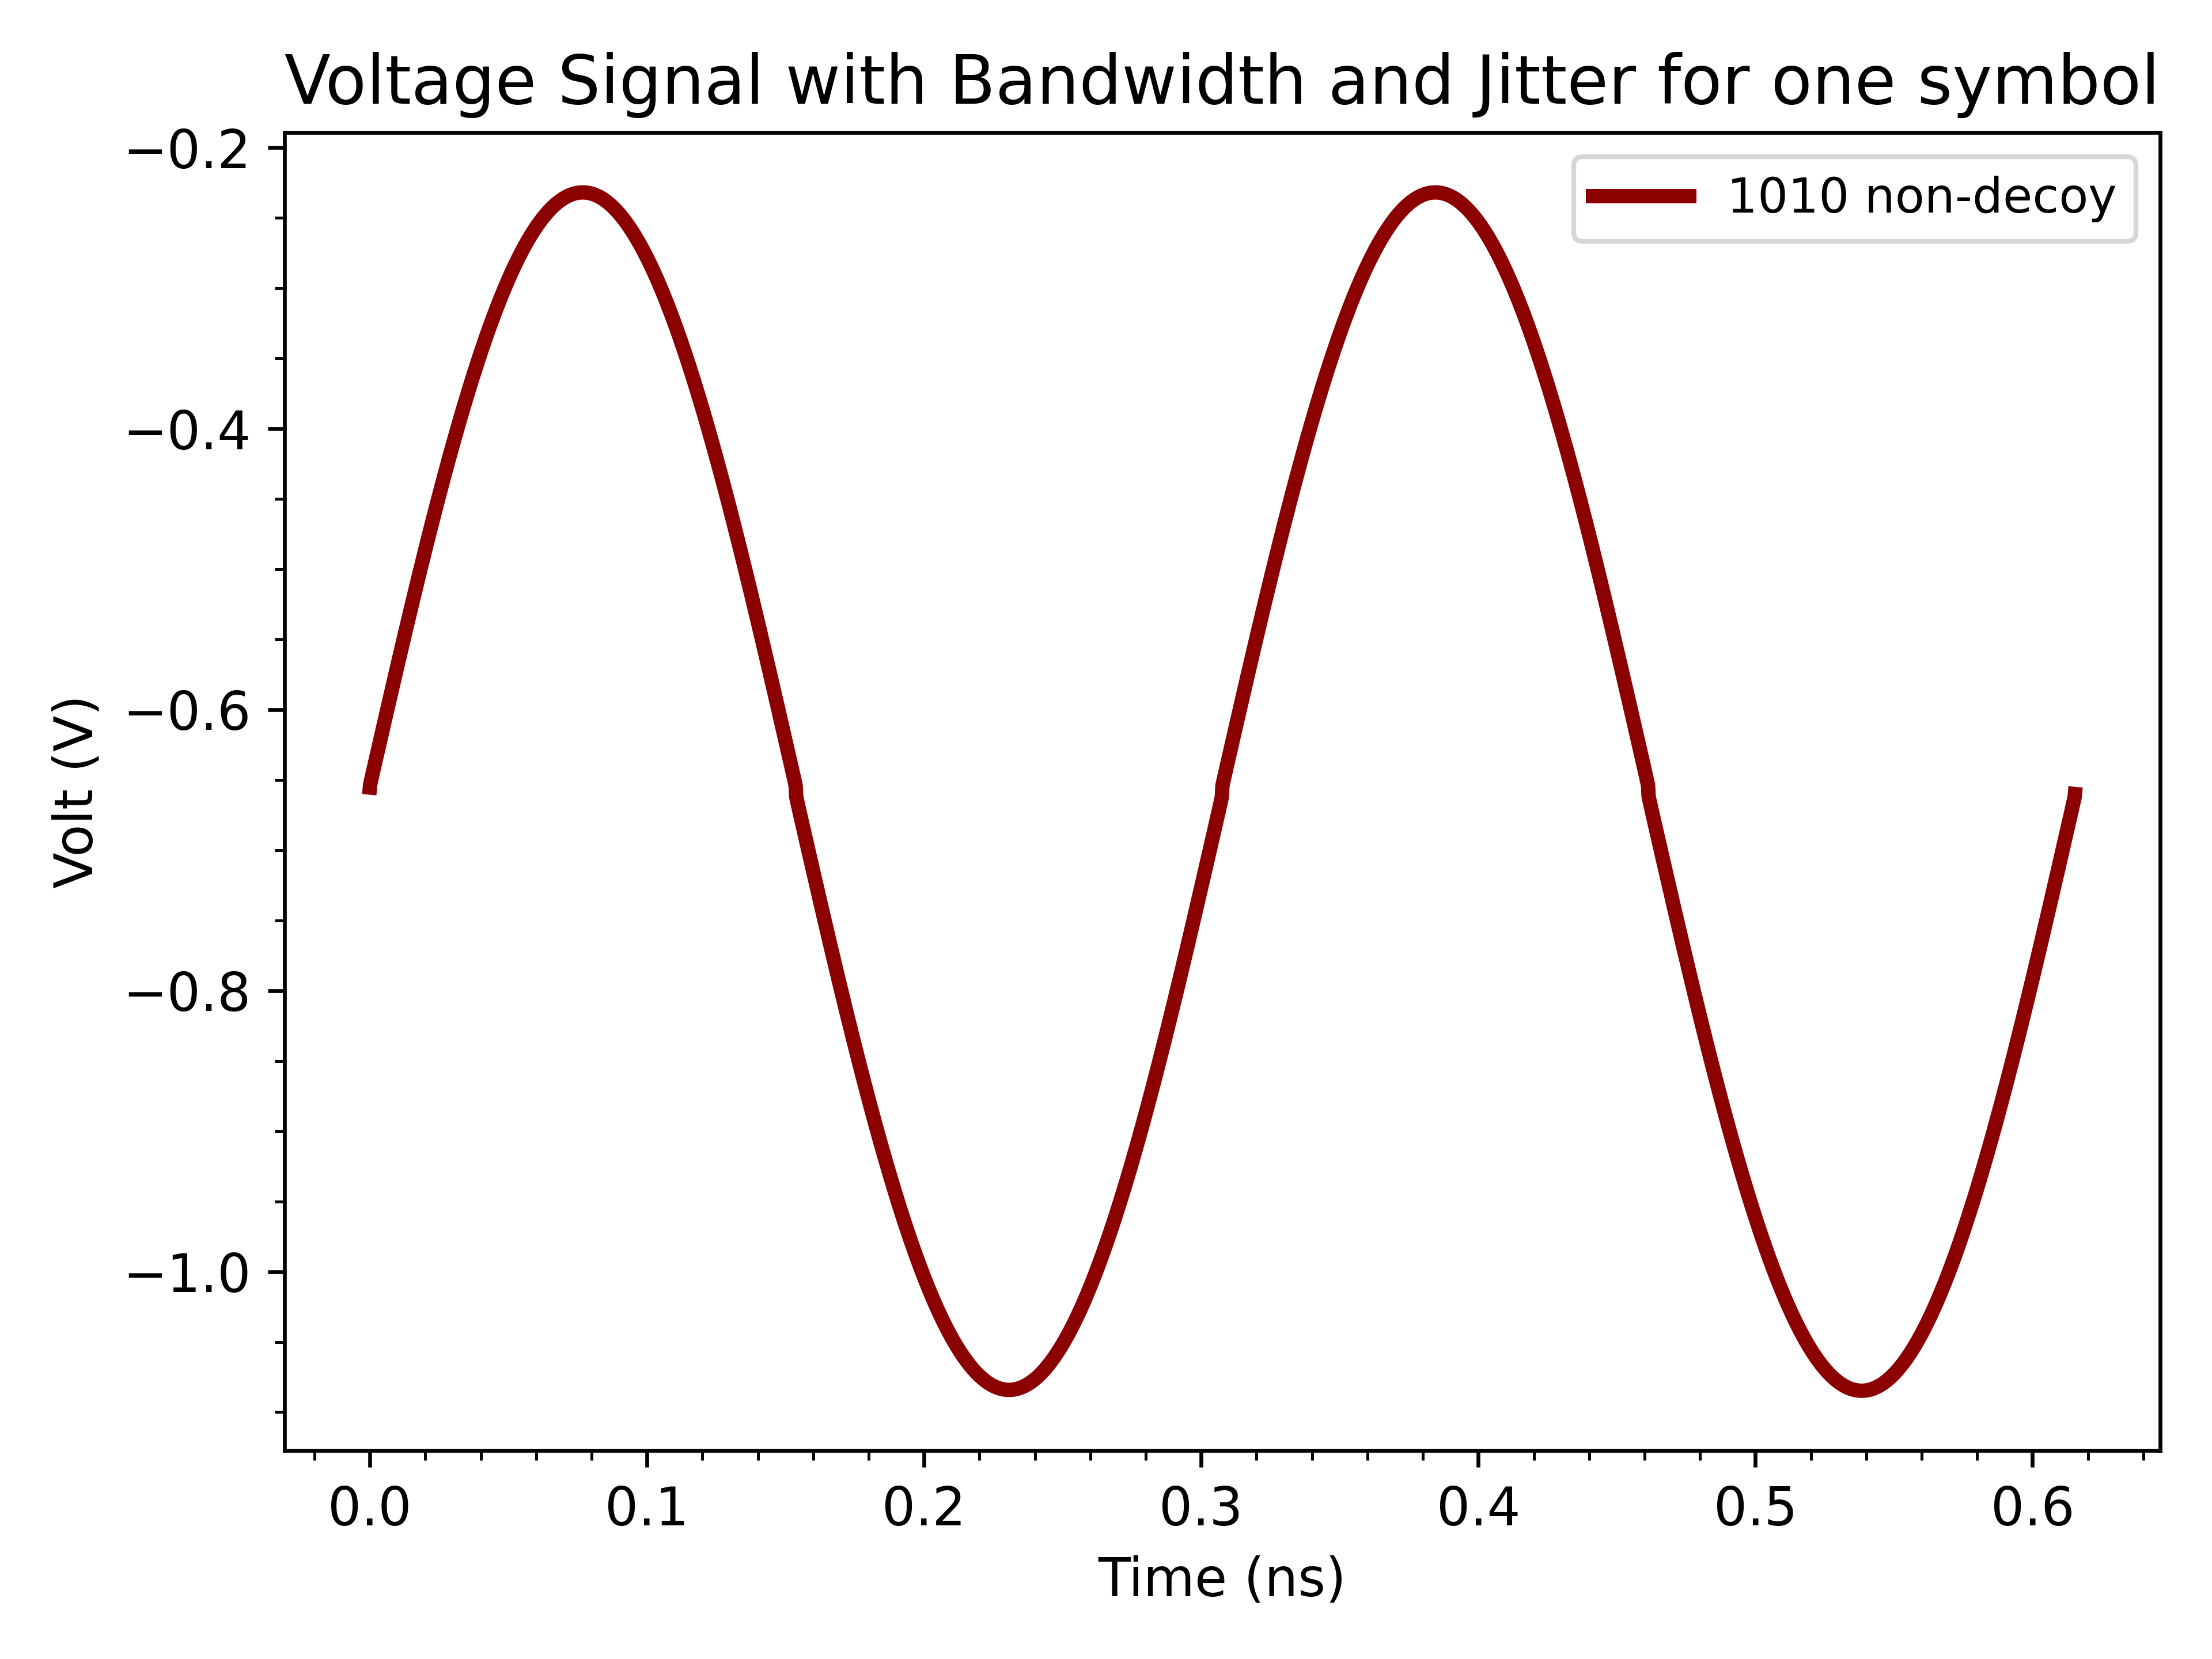 Voltage Signal with Bandwidth and Jitter for one symbol
1010 non-decoy
−0.2
−0.4
−0.6
−0.8
−1.0
Volt (V)
0.0 0.1 0.2 0.3 0.4 0.5 0.6
Time (ns)